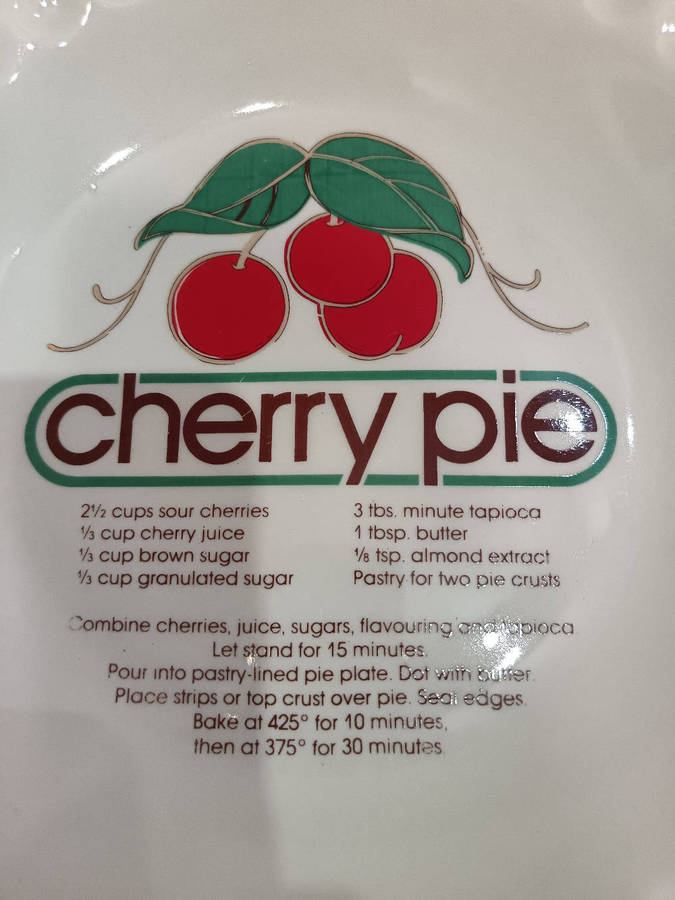 cherry pie
2½ cups sour cherries
⅓ cup cherry juice
⅓ cup brown sugar
⅓ cup granulated sugar
3 tbs. minute tapioca
1 tbsp. butter
⅛ tsp. almond extract
Pastry for two pie crusts
Combine cherries, juice, sugars, flavouring and tapioca
Let stand for 15 minutes.
Pour into pastry-lined pie plate. Dot with butter.
Place strips or top crust over pie. Seal edges.
Bake at 425° for 10 minutes,
then at 375° for 30 minutes.